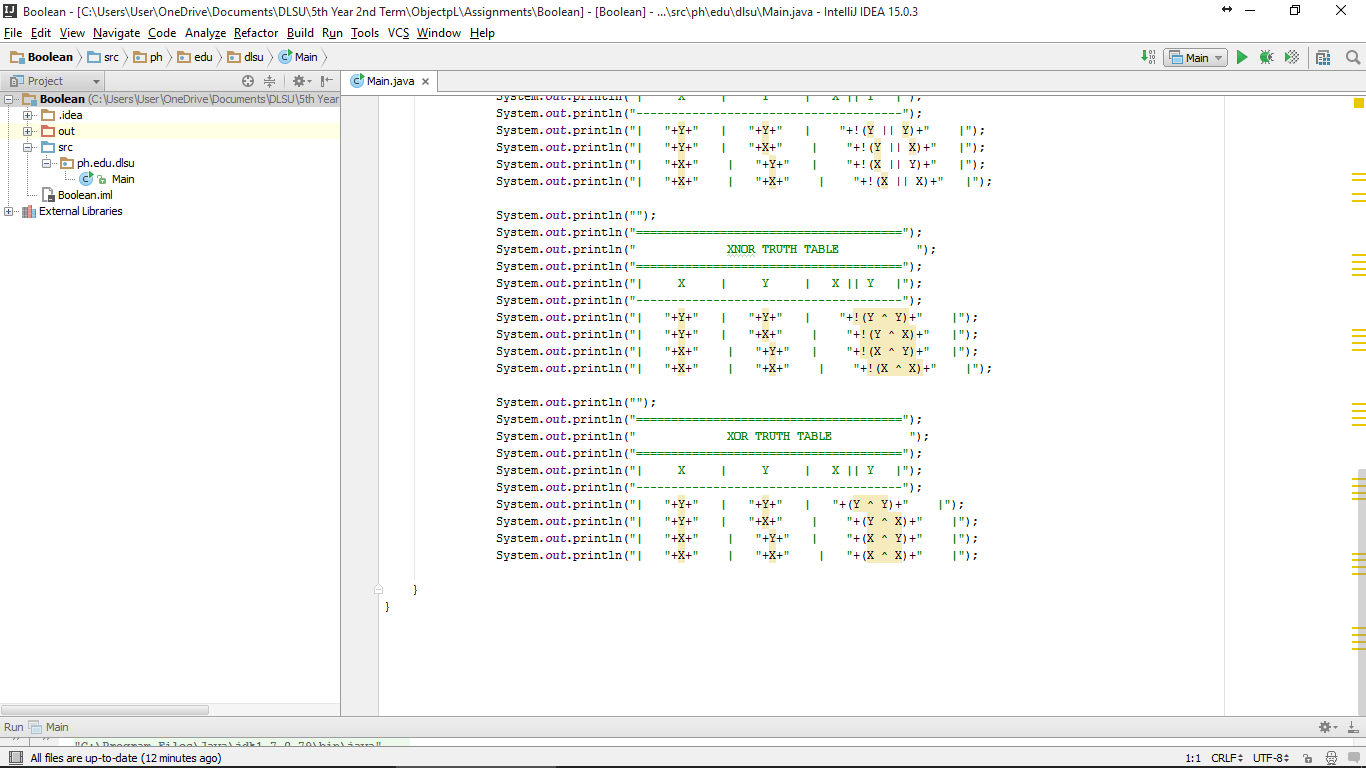 Boolean - [C:\Users\User\OneDrive\Documents\DLSU\5th Year 2nd Term\ObjectpL\Assignments\Boolean] - [Boolean] - ...\src\ph\edu\dlsu\Main.java - IntelliJ IDEA 15.0.3
File Edit View Navigate Code Analyze Refactor Build Run Tools VCS Window Help
Boolean src ph edu dlsu Main Main
Project Main.java
Boolean (C:\Users\User\OneDrive\Documents\DLSU\5th Year
.idea
out
src
ph.edu.dlsu
Main
Boolean.iml
External Libraries
System.out.println("|     X     |     Y     |   X || Y   |");
System.out.println("--------------------------------------");
System.out.println("|   "+Y+"   |   "+Y+"   |     "+!(Y || Y)+"    |");
System.out.println("|   "+Y+"   |   "+X+"    |     "+!(Y || X)+"   |");
System.out.println("|   "+X+"    |   "+Y+"   |     "+!(X || Y)+"   |");
System.out.println("|   "+X+"    |   "+X+"    |    "+!(X || X)+"   |");
System.out.println("");
System.out.println("======================================");
System.out.println("             XNOR TRUTH TABLE           ");
System.out.println("======================================");
System.out.println("|     X     |     Y     |   X || Y   |");
System.out.println("--------------------------------------");
System.out.println("|   "+Y+"   |   "+Y+"   |    "+!(Y ^ Y)+"    |");
System.out.println("|   "+Y+"   |   "+X+"    |    "+!(Y ^ X)+"   |");
System.out.println("|   "+X+"    |   "+Y+"   |    "+!(X ^ Y)+"   |");
System.out.println("|   "+X+"    |   "+X+"    |    "+!(X ^ X)+"    |");
System.out.println("");
System.out.println("======================================");
System.out.println("             XOR TRUTH TABLE           ");
System.out.println("======================================");
System.out.println("|     X     |     Y     |   X || Y   |");
System.out.println("--------------------------------------");
System.out.println("|   "+Y+"   |   "+Y+"   |   "+(Y ^ Y)+"    |");
System.out.println("|   "+Y+"   |   "+X+"    |    "+(Y ^ X)+"    |");
System.out.println("|   "+X+"    |   "+Y+"   |    "+(X ^ Y)+"    |");
System.out.println("|   "+X+"    |   "+X+"    |   "+(X ^ X)+"    |");
}
}
Run Main
"C:\Program Files\Java\jdk1.7.0_79\bin\java"
All files are up-to-date (12 minutes ago) 1:1 CRLF UTF-8